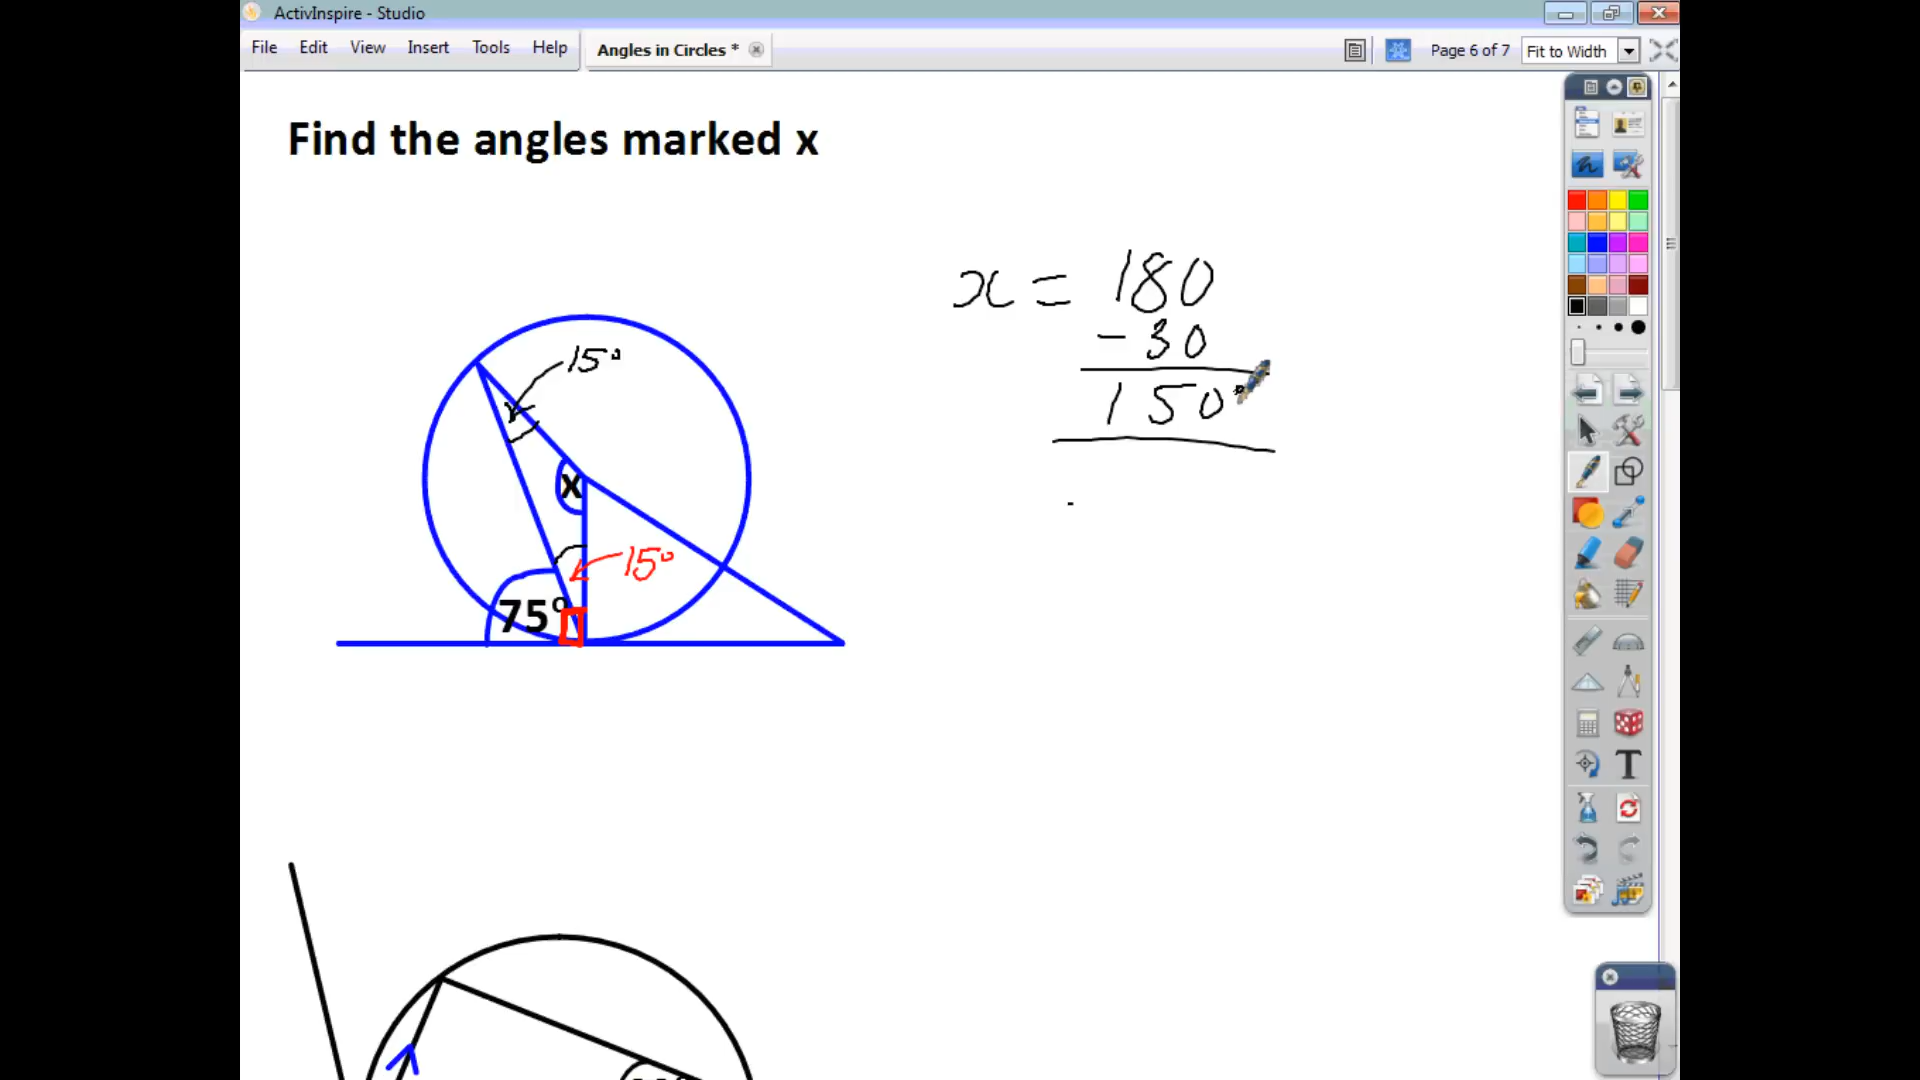 ActivInspire - Studio
File Edit View Insert Tools Help
Angles in Circles *
Page 6 of 7
Fit to Width
Find the angles marked x
x = 180
- 30
150°
15°
x
15°
75°